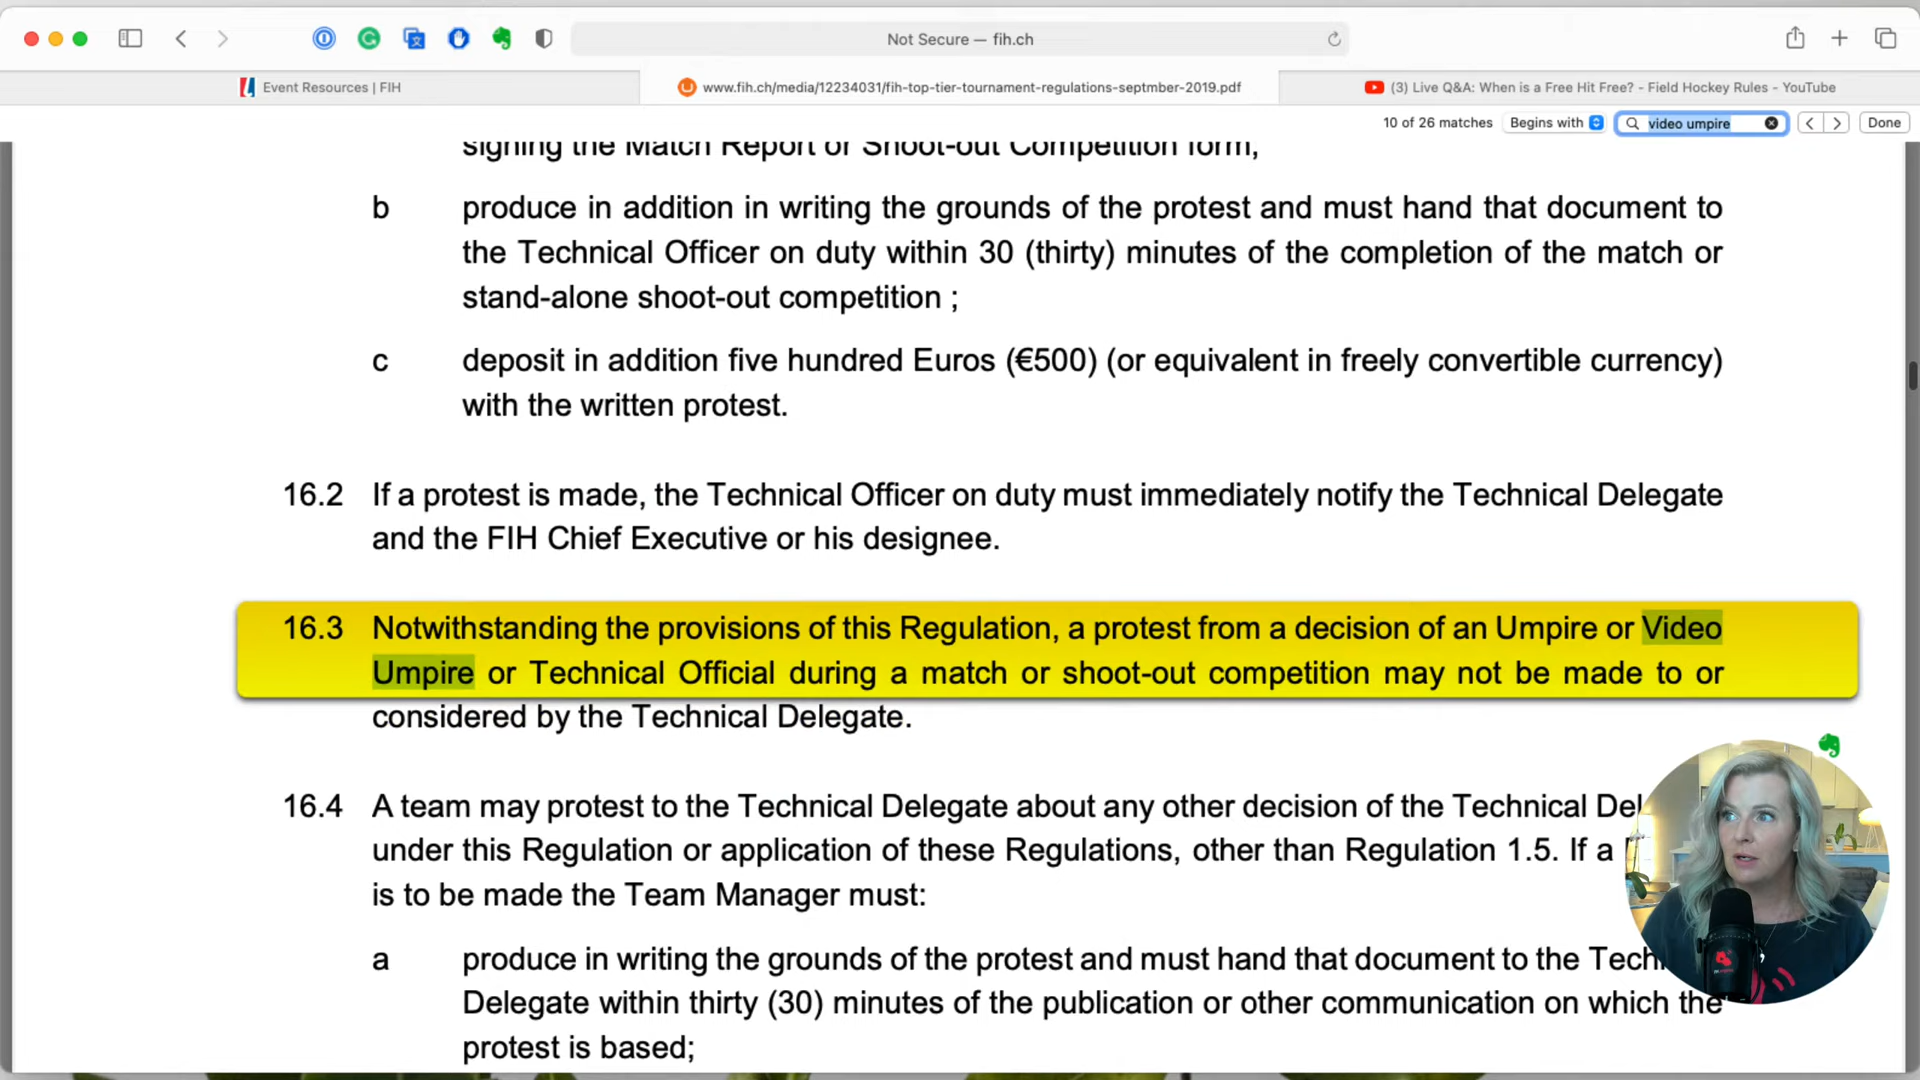 Not Secure — fih.ch
Event Resources | FIH
www.fih.ch/media/12234031/fih-top-tier-tournament-regulations-septmber-2019.pdf
(3) Live Q&A: When is a Free Hit Free? - Field Hockey Rules - YouTube
10 of 26 matches
Begins with
video umpire
Done
signing the Match Report or Shoot-out Competition form,
b produce in addition in writing the grounds of the protest and must hand that document to
the Technical Officer on duty within 30 (thirty) minutes of the completion of the match or
stand-alone shoot-out competition ;
c deposit in addition five hundred Euros (€500) (or equivalent in freely convertible currency)
with the written protest.
16.2 If a protest is made, the Technical Officer on duty must immediately notify the Technical Delegate
and the FIH Chief Executive or his designee.
16.3 Notwithstanding the provisions of this Regulation, a protest from a decision of an Umpire or Video
Umpire or Technical Official during a match or shoot-out competition may not be made to or
considered by the Technical Delegate.
16.4 A team may protest to the Technical Delegate about any other decision of the Technical Del
under this Regulation or application of these Regulations, other than Regulation 1.5. If a
is to be made the Team Manager must:
a produce in writing the grounds of the protest and must hand that document to the Tech
Delegate within thirty (30) minutes of the publication or other communication on which the
protest is based;